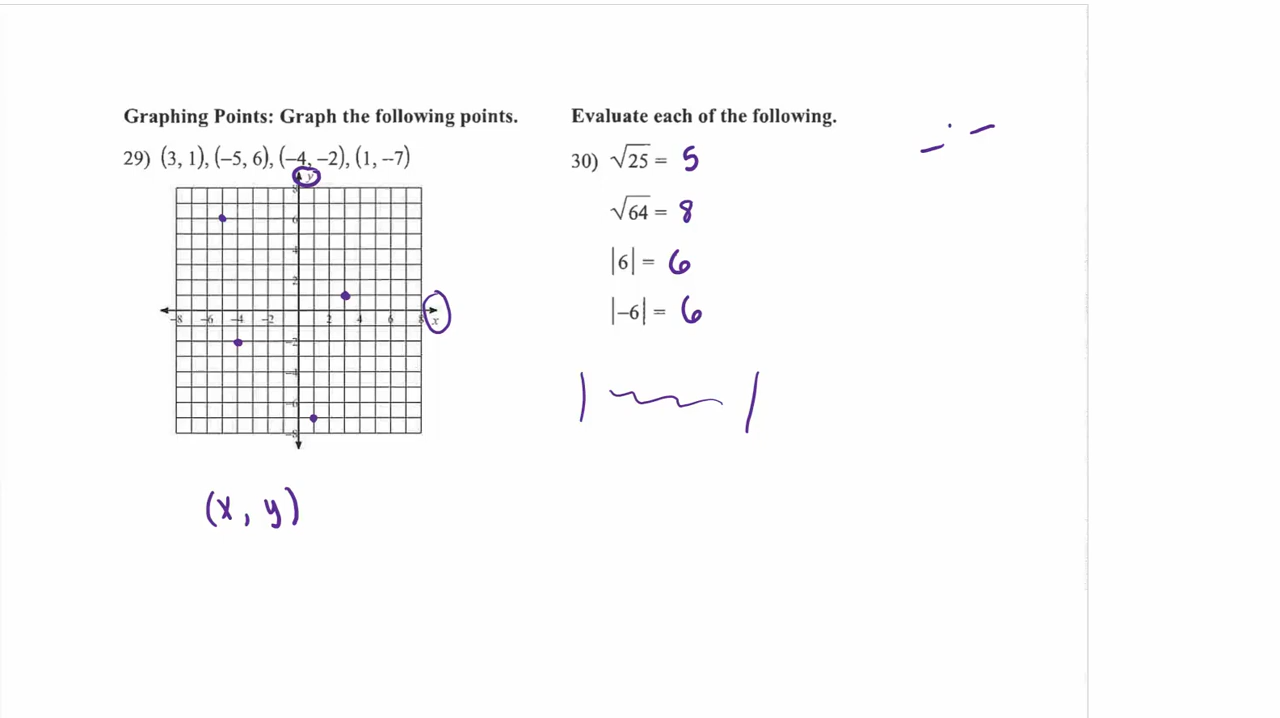 Graphing Points: Graph the following points.
29) (3, 1), (−5, 6), (−4, −2), (1, −7)
y
8
6
4
2
−8 −6 −4 −2 2 4 6 8 x
−2
−4
−6
−8
(x, y)
Evaluate each of the following.
30) √25 = 5
√64 = 8
|6| = 6
|−6| = 6